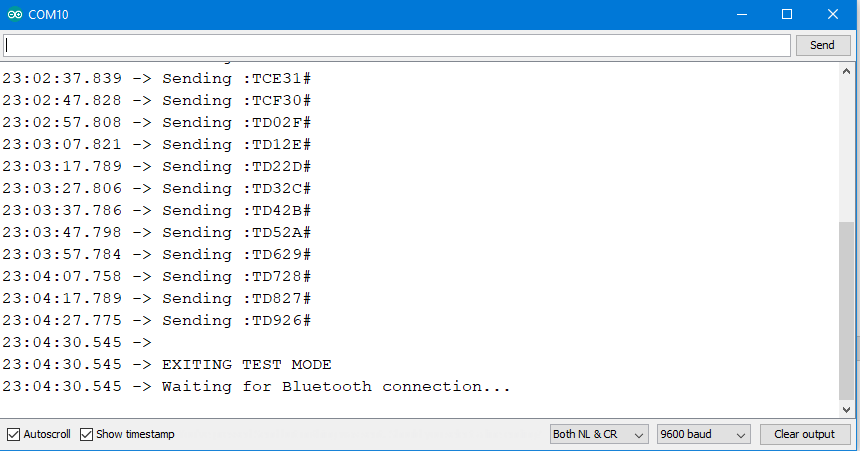 COM10
Send
23:02:37.839 -> Sending :TCE31#
23:02:47.828 -> Sending :TCF30#
23:02:57.808 -> Sending :TD02F#
23:03:07.821 -> Sending :TD12E#
23:03:17.789 -> Sending :TD22D#
23:03:27.806 -> Sending :TD32C#
23:03:37.786 -> Sending :TD42B#
23:03:47.798 -> Sending :TD52A#
23:03:57.784 -> Sending :TD629#
23:04:07.758 -> Sending :TD728#
23:04:17.789 -> Sending :TD827#
23:04:27.775 -> Sending :TD926#
23:04:30.545 ->
23:04:30.545 -> EXITING TEST MODE
23:04:30.545 -> Waiting for Bluetooth connection...
Autoscroll Show timestamp Both NL & CR 9600 baud Clear output